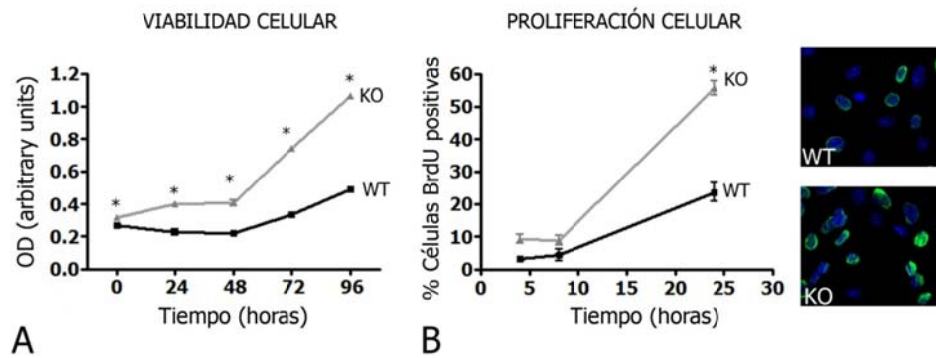 VIABILIDAD CELULAR
OD (arbitrary units)
1.2
1.0
0.8
0.6
0.4
0.2
0.0
* * * * *
KO
WT
0 24 48 72 96
Tiempo (horas)
A
PROLIFERACIÓN CELULAR
% Células BrdU positivas
60
50
40
30
20
10
0
*
KO
WT
0 5 10 15 20 25 30
Tiempo (horas)
B
WT
KO